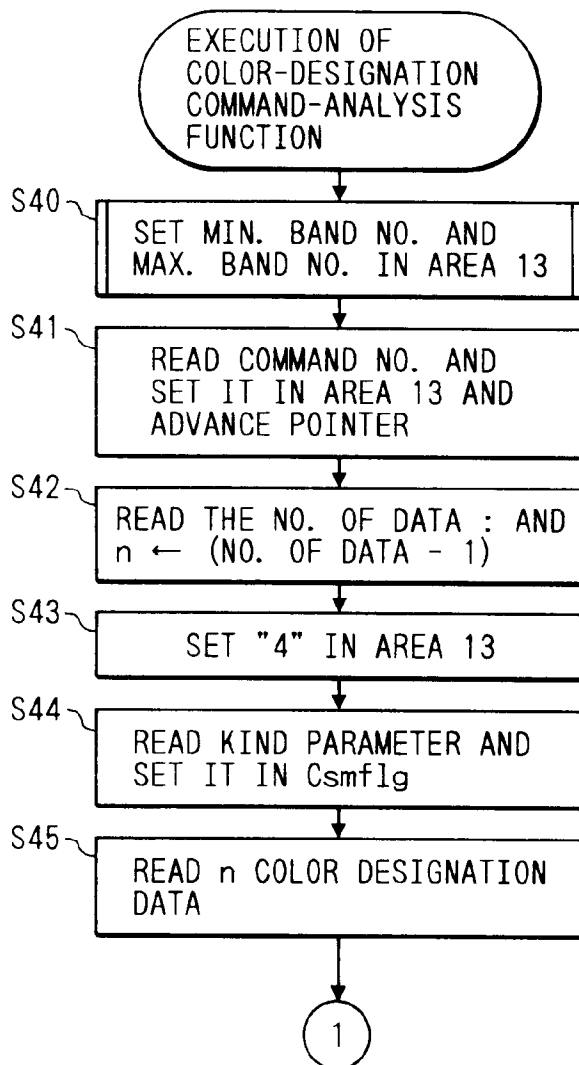 EXECUTION OF
COLOR-DESIGNATION
COMMAND-ANALYSIS
FUNCTION
S40
SET MIN. BAND NO. AND
MAX. BAND NO. IN AREA 13
S41
READ COMMAND NO. AND
SET IT IN AREA 13 AND
ADVANCE POINTER
S42
READ THE NO. OF DATA : AND
n ← (NO. OF DATA - 1)
S43
SET "4" IN AREA 13
S44
READ KIND PARAMETER AND
SET IT IN Csmflg
S45
READ n COLOR DESIGNATION
DATA
1